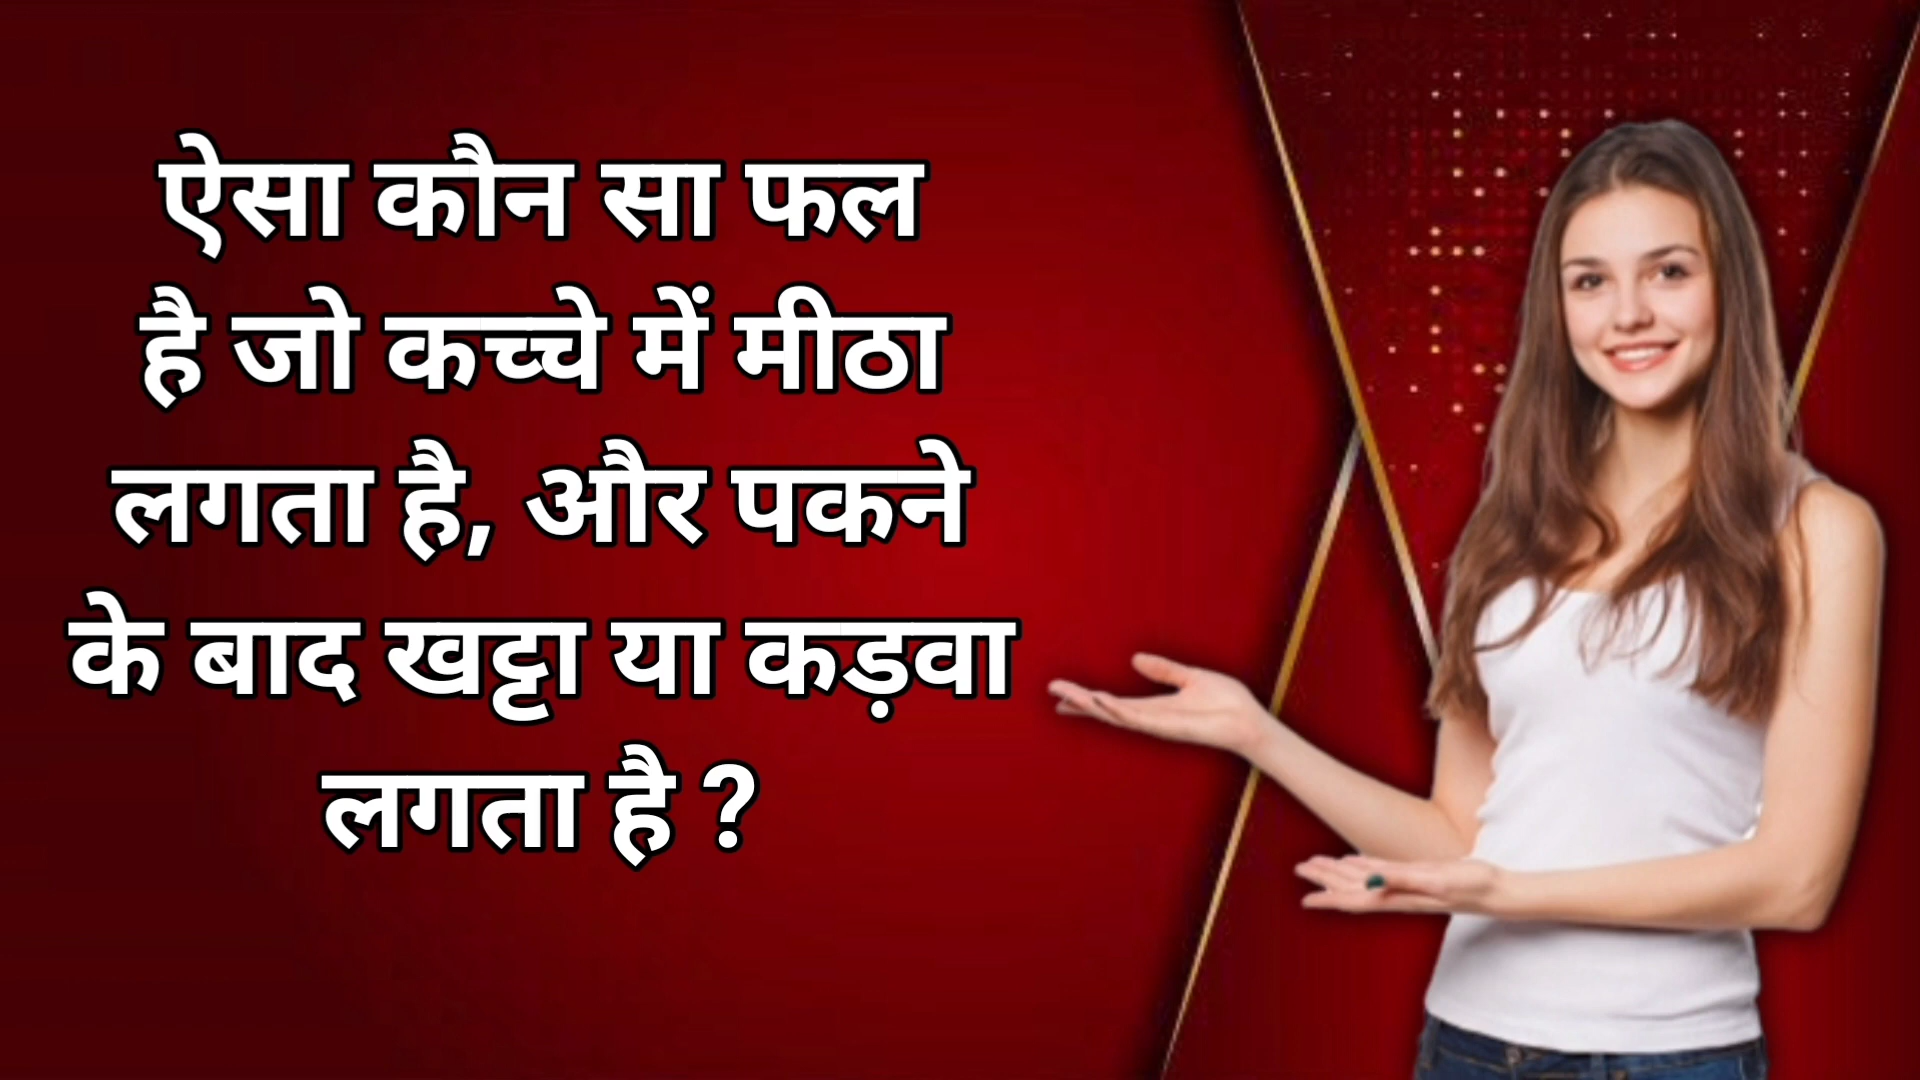 ऐसा कौन सा फल
है जो कच्चे में मीठा
लगता है, और पकने
के बाद खट्टा या कड़वा
लगता है ?